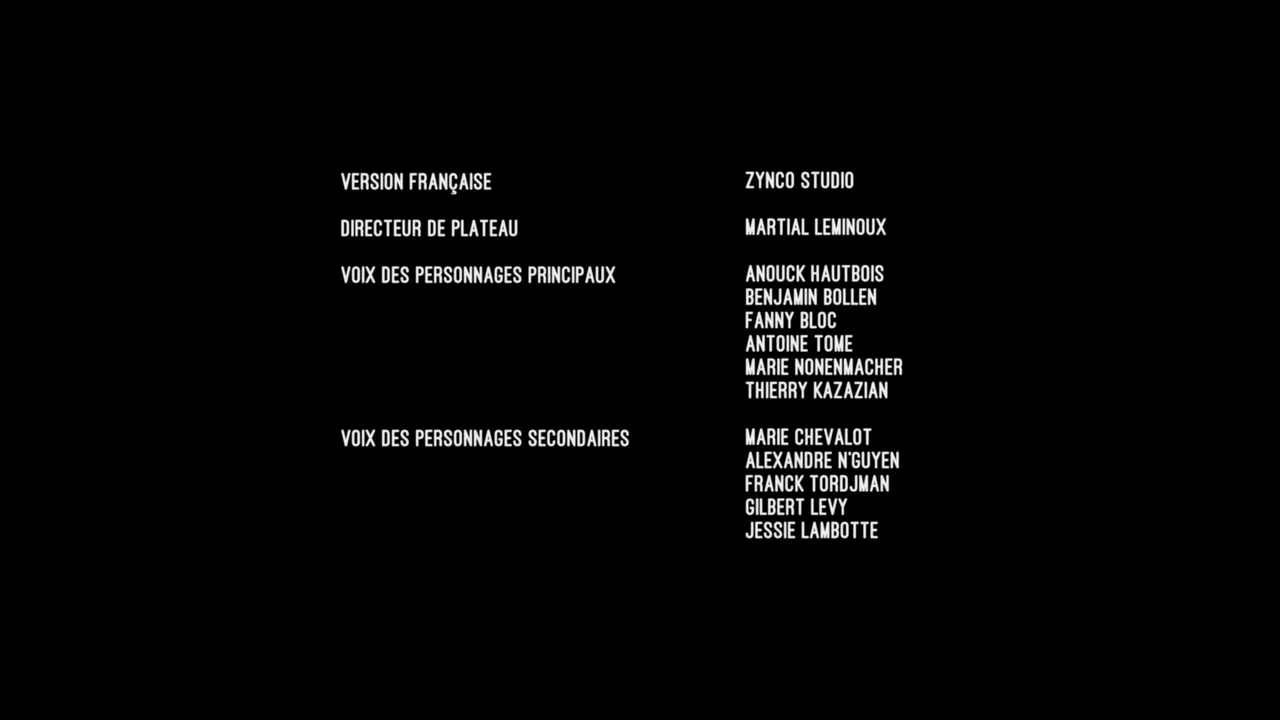 VERSION FRANÇAISE ZYNCO STUDIO
DIRECTEUR DE PLATEAU MARTIAL LEMINOUX
VOIX DES PERSONNAGES PRINCIPAUX ANOUCK HAUTBOIS
BENJAMIN BOLLEN
FANNY BLOC
ANTOINE TOME
MARIE NONENMACHER
THIERRY KAZAZIAN
VOIX DES PERSONNAGES SECONDAIRES MARIE CHEVALOT
ALEXANDRE N'GUYEN
FRANCK TORDJMAN
GILBERT LEVY
JESSIE LAMBOTTE